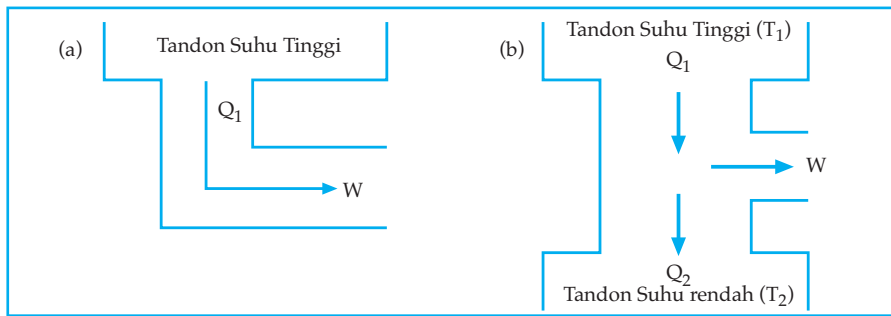 (a)
Tandon Suhu Tinggi
Q1
W
(b)
Tandon Suhu Tinggi (T1)
Q1
W
Q2
Tandon Suhu rendah (T2)